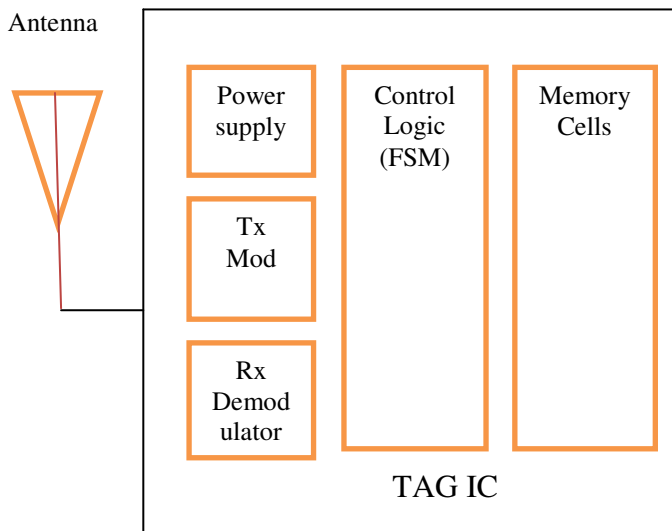 Antenna
Power
supply
Control
Logic
(FSM)
Memory
Cells
Tx
Mod
Rx
Demod
ulator
TAG IC